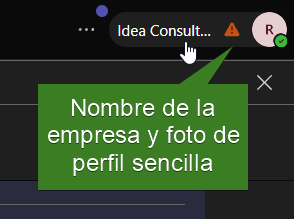 Idea Consult...
R
Nombre de la
empresa y foto de
perfil sencilla